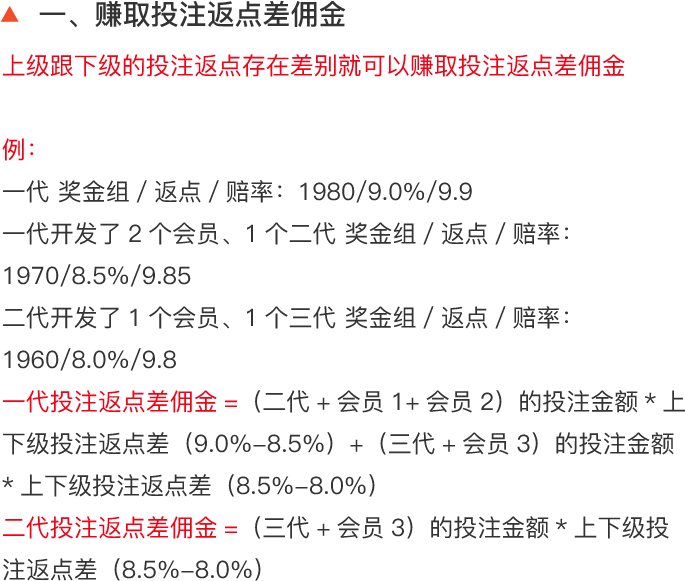 ▲ 一、赚取投注返点差佣金
上级跟下级的投注返点存在差别就可以赚取投注返点差佣金
例：
一代 奖金组 / 返点 / 赔率：1980/9.0%/9.9
一代开发了 2 个会员、1 个二代 奖金组 / 返点 / 赔率：
1970/8.5%/9.85
二代开发了 1 个会员、1 个三代 奖金组 / 返点 / 赔率：
1960/8.0%/9.8
一代投注返点差佣金 =（二代 + 会员 1+ 会员 2）的投注金额 * 上
下级投注返点差（9.0%-8.5%）+（三代 + 会员 3）的投注金额
* 上下级投注返点差（8.5%-8.0%）
二代投注返点差佣金 =（三代 + 会员 3）的投注金额 * 上下级投
注返点差（8.5%-8.0%）